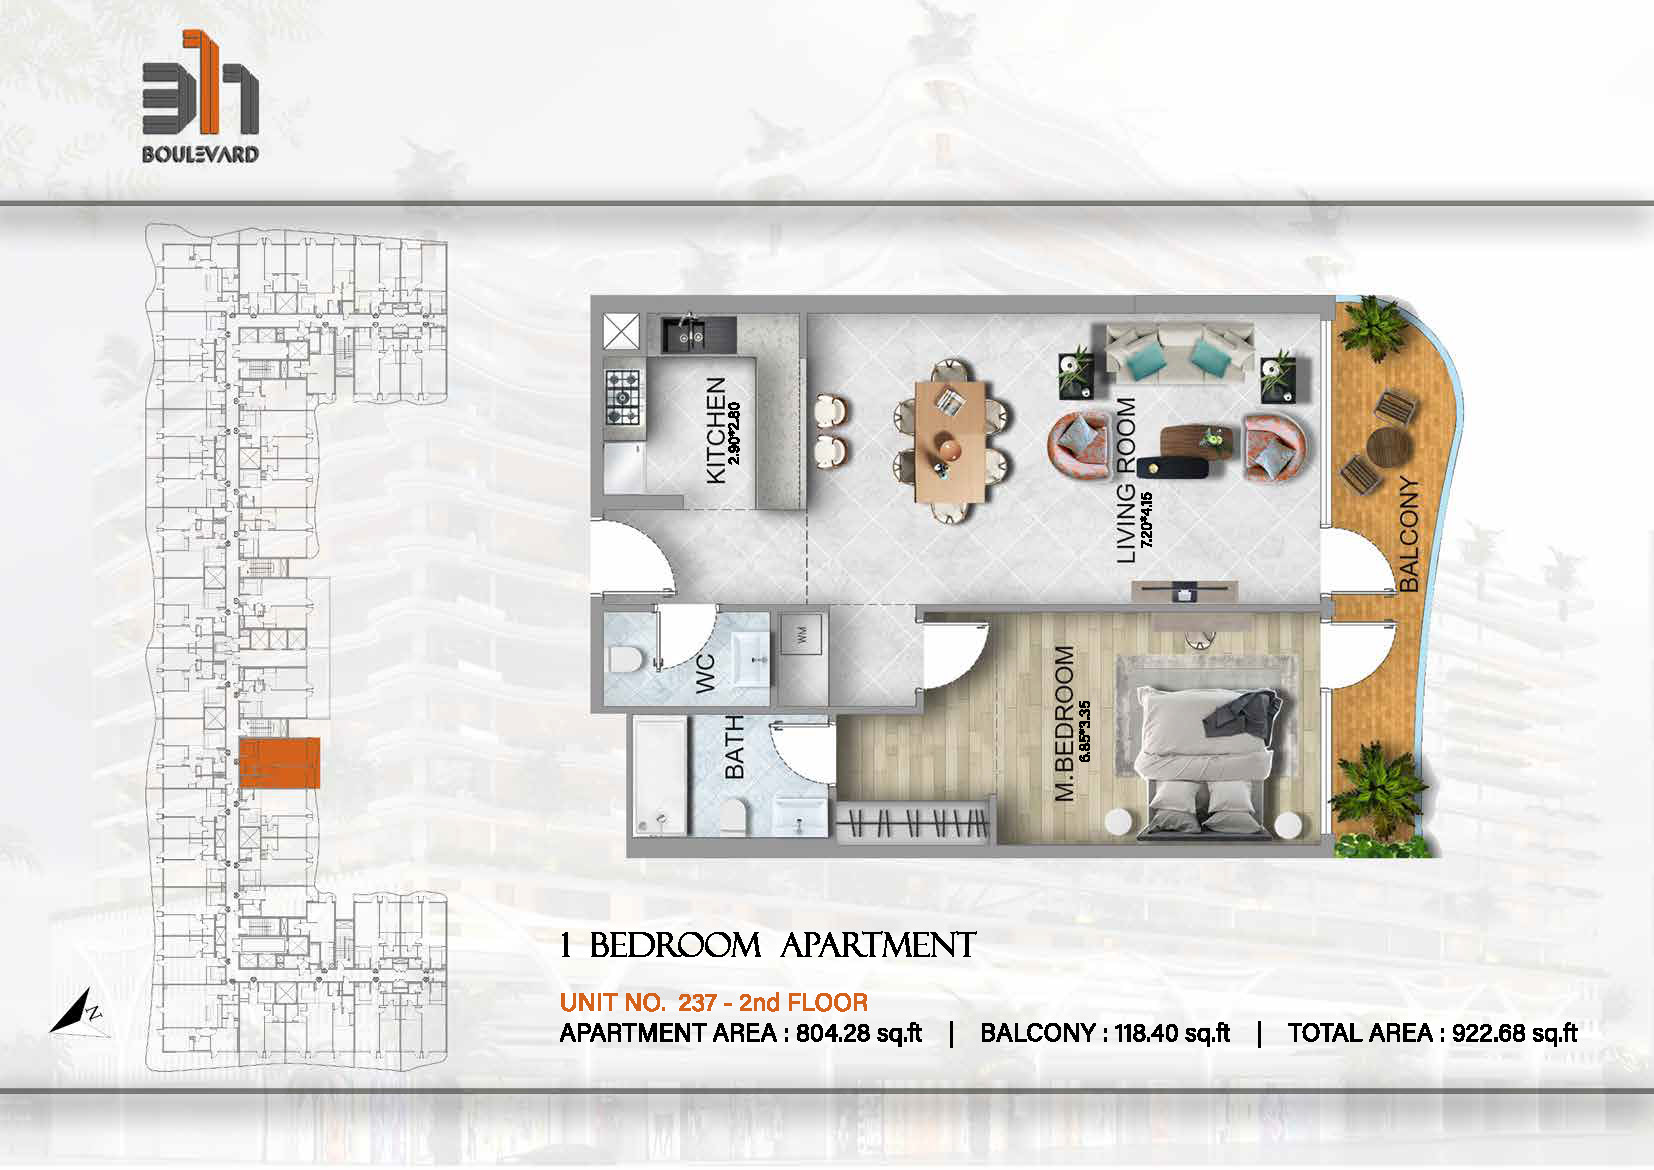 311
BOULEVARD
KITCHEN
2.90*2.80
LIVING ROOM
7.20*4.15
BALCONY
WC
WM
BATH
M.BEDROOM
6.85*3.35
N
1 BEDROOM APARTMENT
UNIT NO. 237 - 2nd FLOOR
APARTMENT AREA : 804.28 sq.ft | BALCONY : 118.40 sq.ft | TOTAL AREA : 922.68 sq.ft